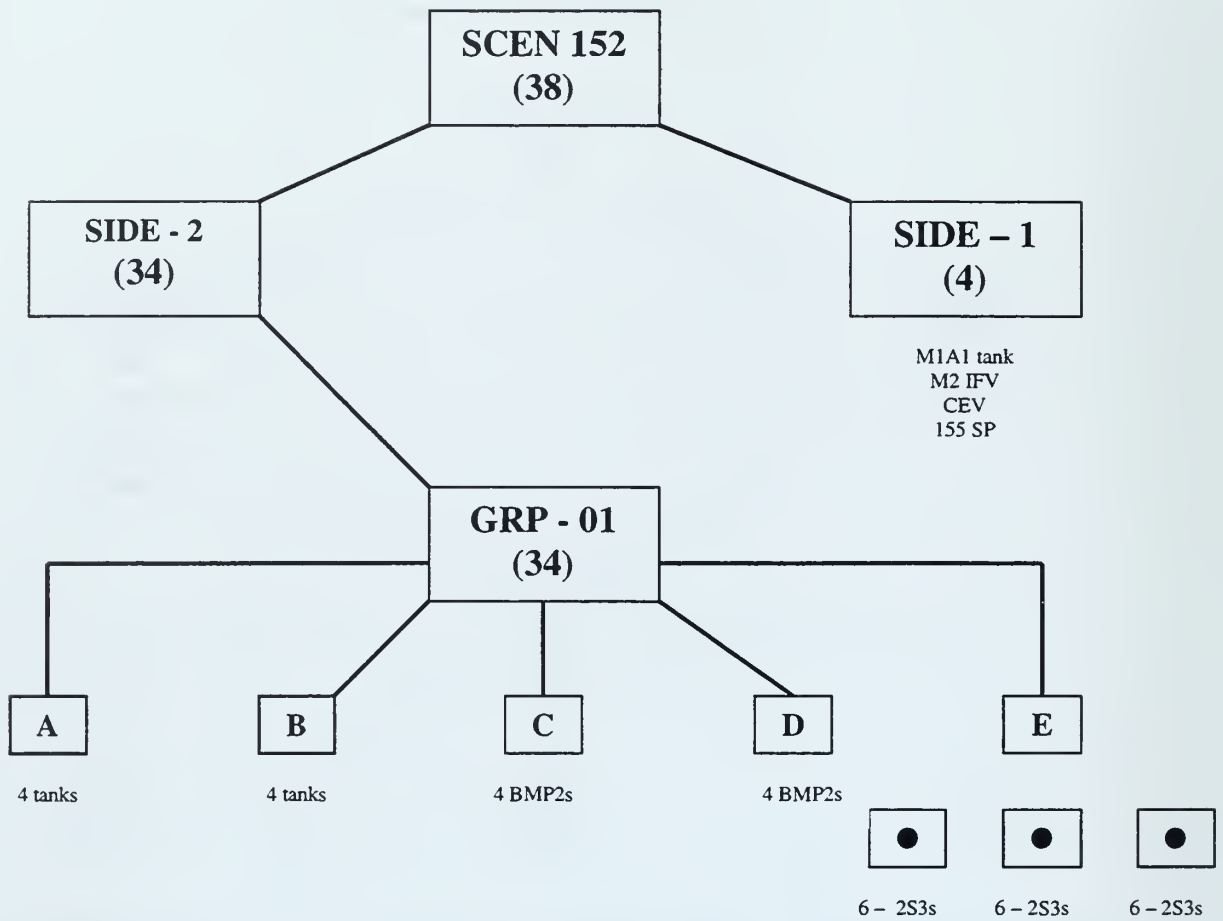 SCEN 152
(38)
SIDE - 2
(34)
SIDE – 1
(4)
M1A1 tank
M2 IFV
CEV
155 SP
GRP - 01
(34)
A
B
C
D
E
4 tanks
4 tanks
4 BMP2s
4 BMP2s
6 – 2S3s
6 – 2S3s
6 – 2S3s